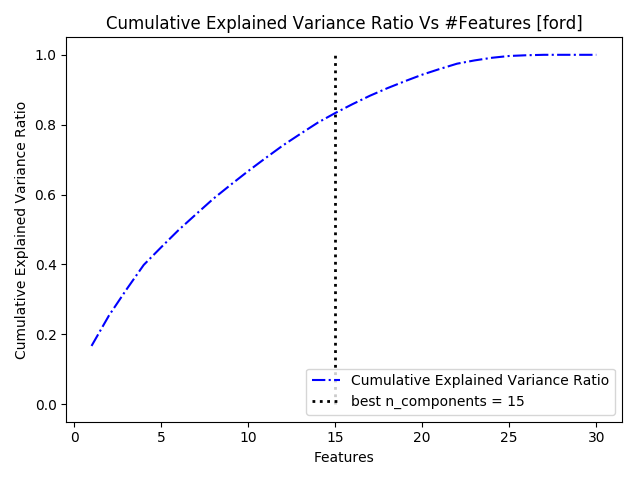 Cumulative Explained Variance Ratio Vs #Features [ford]
Cumulative Explained Variance Ratio
1.0
0.8
0.6
0.4
0.2
0.0
Cumulative Explained Variance Ratio
best n_components = 15
0 5 10 15 20 25 30
Features